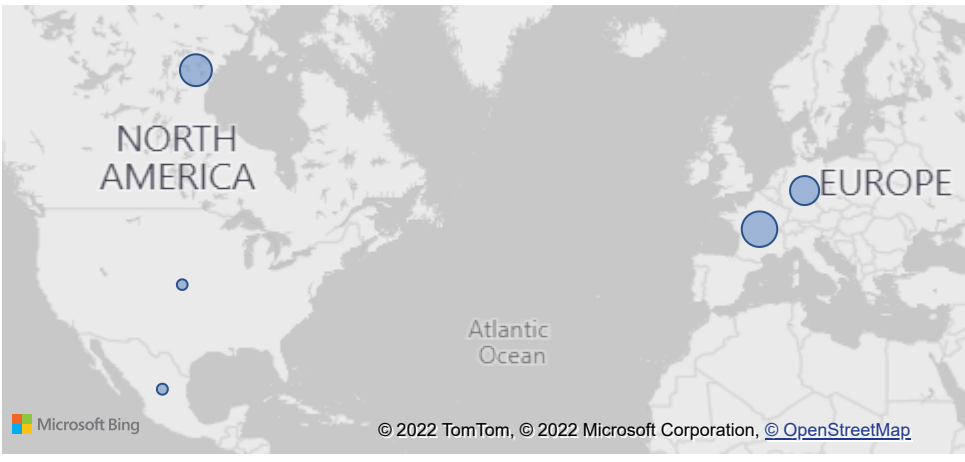 NORTH
AMERICA
EUROPE
Atlantic
Ocean
Microsoft Bing
© 2022 TomTom, © 2022 Microsoft Corporation, © OpenStreetMap